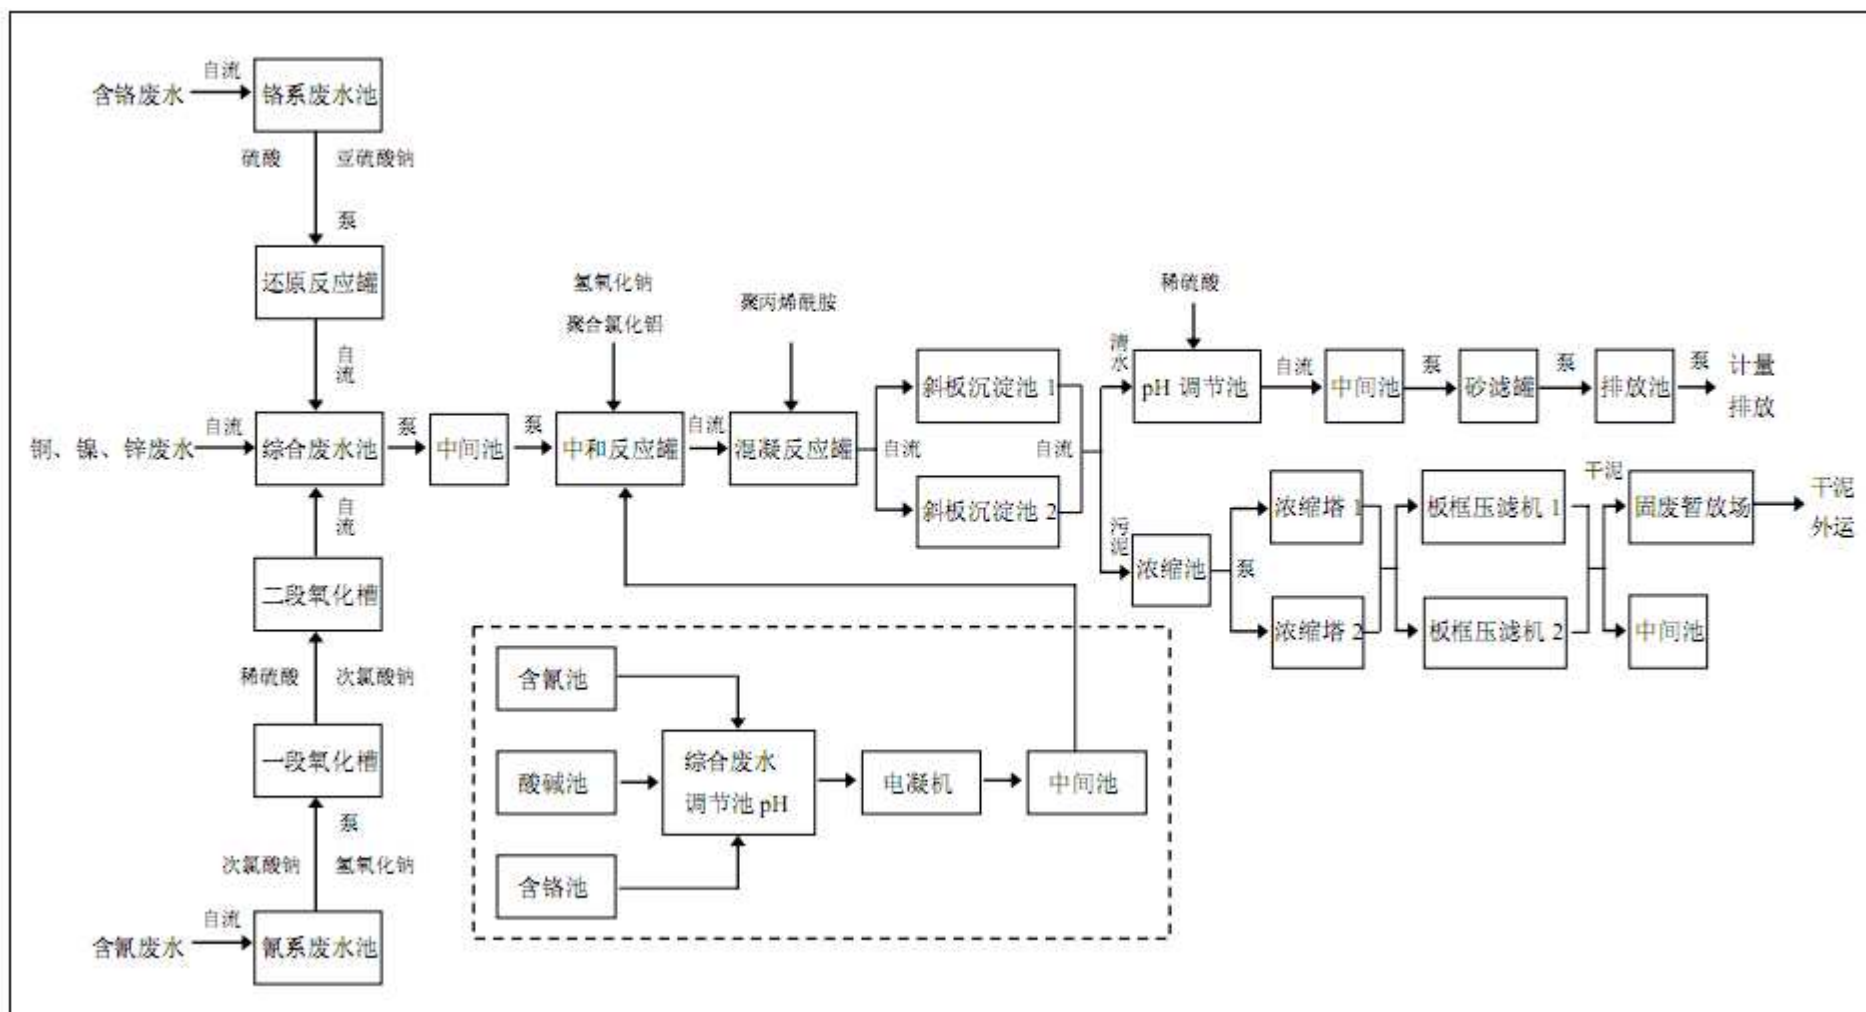 含铬废水
自流
铬系废水池
硫酸
亚硫酸钠
泵
还原反应罐
自流
铜、镍、锌废水
自流
综合废水池
泵
中间池
泵
氢氧化钠
聚合氯化铝
中和反应罐
自流
聚丙烯酰胺
混凝反应罐
自流
斜板沉淀池 1
斜板沉淀池 2
自流
清水
稀硫酸
pH 调节池
自流
中间池
泵
砂滤罐
泵
排放池
泵
计量
排放
污泥
浓缩池
泵
浓缩塔 1
浓缩塔 2
板框压滤机 1
板框压滤机 2
干泥
固废暂放场
干泥
外运
中间池
自流
二段氧化槽
稀硫酸
次氯酸钠
一段氧化槽
泵
次氯酸钠
氢氧化钠
含氰废水
自流
氰系废水池
含氰池
酸碱池
含铬池
综合废水
调节池 pH
电凝机
中间池